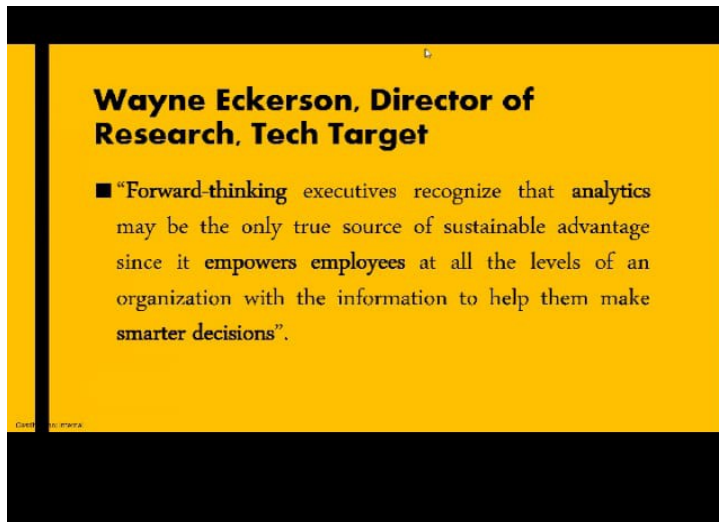 Wayne Eckerson, Director of
Research, Tech Target
■ “Forward-thinking executives recognize that analytics
may be the only true source of sustainable advantage
since it empowers employees at all the levels of an
organization with the information to help them make
smarter decisions”.